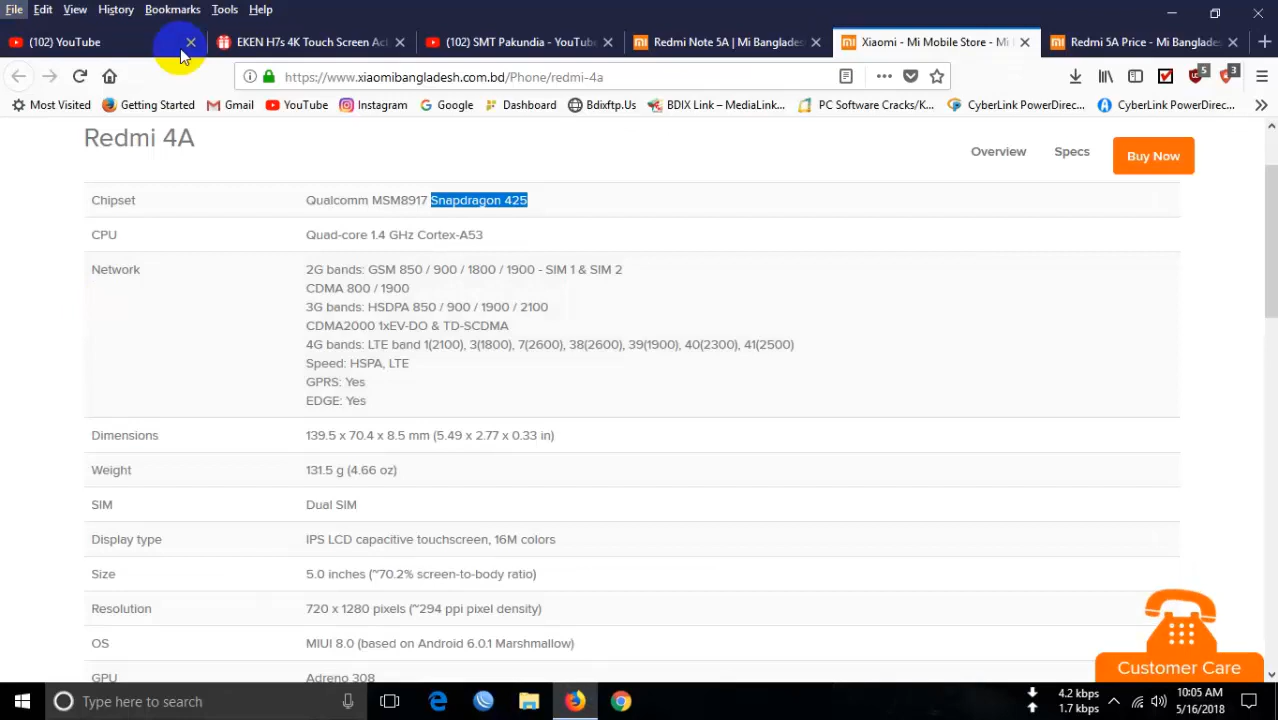 File Edit View History Bookmarks Tools Help
(102) YouTube
EKEN H7s 4K Touch Screen Act
(102) SMT Pakundia - YouTube
Redmi Note 5A | Mi Banglades
Xiaomi - Mi Mobile Store - Mi
Redmi 5A Price - Mi Banglades
https://www.xiaomibangladesh.com.bd/Phone/redmi-4a
5 3
Most Visited Getting Started Gmail YouTube Instagram Google Dashboard Bdixftp.Us BDIX Link – MediaLink... PC Software Cracks/K... CyberLink PowerDirec... CyberLink PowerDirec...
Redmi 4A
Overview Specs Buy Now
Chipset Qualcomm MSM8917 Snapdragon 425
CPU Quad-core 1.4 GHz Cortex-A53
Network 2G bands: GSM 850 / 900 / 1800 / 1900 - SIM 1 & SIM 2
CDMA 800 / 1900
3G bands: HSDPA 850 / 900 / 1900 / 2100
CDMA2000 1xEV-DO & TD-SCDMA
4G bands: LTE band 1(2100), 3(1800), 7(2600), 38(2600), 39(1900), 40(2300), 41(2500)
Speed: HSPA, LTE
GPRS: Yes
EDGE: Yes
Dimensions 139.5 x 70.4 x 8.5 mm (5.49 x 2.77 x 0.33 in)
Weight 131.5 g (4.66 oz)
SIM Dual SIM
Display type IPS LCD capacitive touchscreen, 16M colors
Size 5.0 inches (~70.2% screen-to-body ratio)
Resolution 720 x 1280 pixels (~294 ppi pixel density)
OS MIUI 8.0 (based on Android 6.0.1 Marshmallow)
GPU Adreno 308
Customer Care
Type here to search
4.2 kbps
1.7 kbps
10:05 AM
5/16/2018